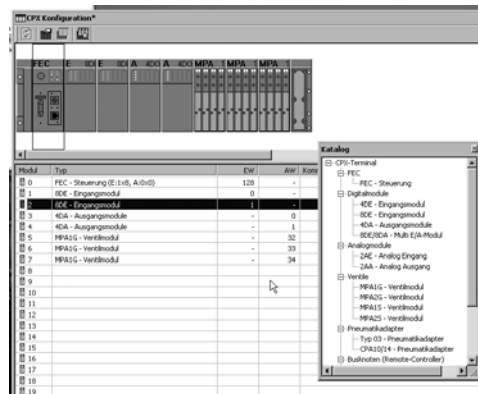 CPX Konfiguration*
FEC E 8DI E 8DI A 4DO A 4DO MPA 1 MPA 1 MPA 1
Modul Typ EW AW
0 FEC - Steuerung (E:1x8, A:0x0) 128 -
1 8DE - Eingangsmodul 0 -
2 8DE - Eingangsmodul 1 -
3 4DA - Ausgangsmodule - 0
4 4DA - Ausgangsmodule - 1
5 MPA1G - Ventilmodul - 32
6 MPA1G - Ventilmodul - 33
7 MPA1G - Ventilmodul - 34
8
9
10
11
12
13
14
15
16
17
18
19
Katalog
CPX-Terminal
FEC
FEC - Steuerung
Digitalmodule
4DE - Eingangsmodul
8DE - Eingangsmodul
4DA - Ausgangsmodule
8DE/8DA - Multi E/A-Modul
Analogmodule
2AE - Analog Eingang
2AA - Analog Ausgang
Ventile
MPA1G - Ventilmodul
MPA2G - Ventilmodul
MPA1S - Ventilmodul
MPA2S - Ventilmodul
Pneumatikadapter
Typ 03 - Pneumatikadapter
CPA10/14 - Pneumatikadapter
Busknoten (Remote-Controller)